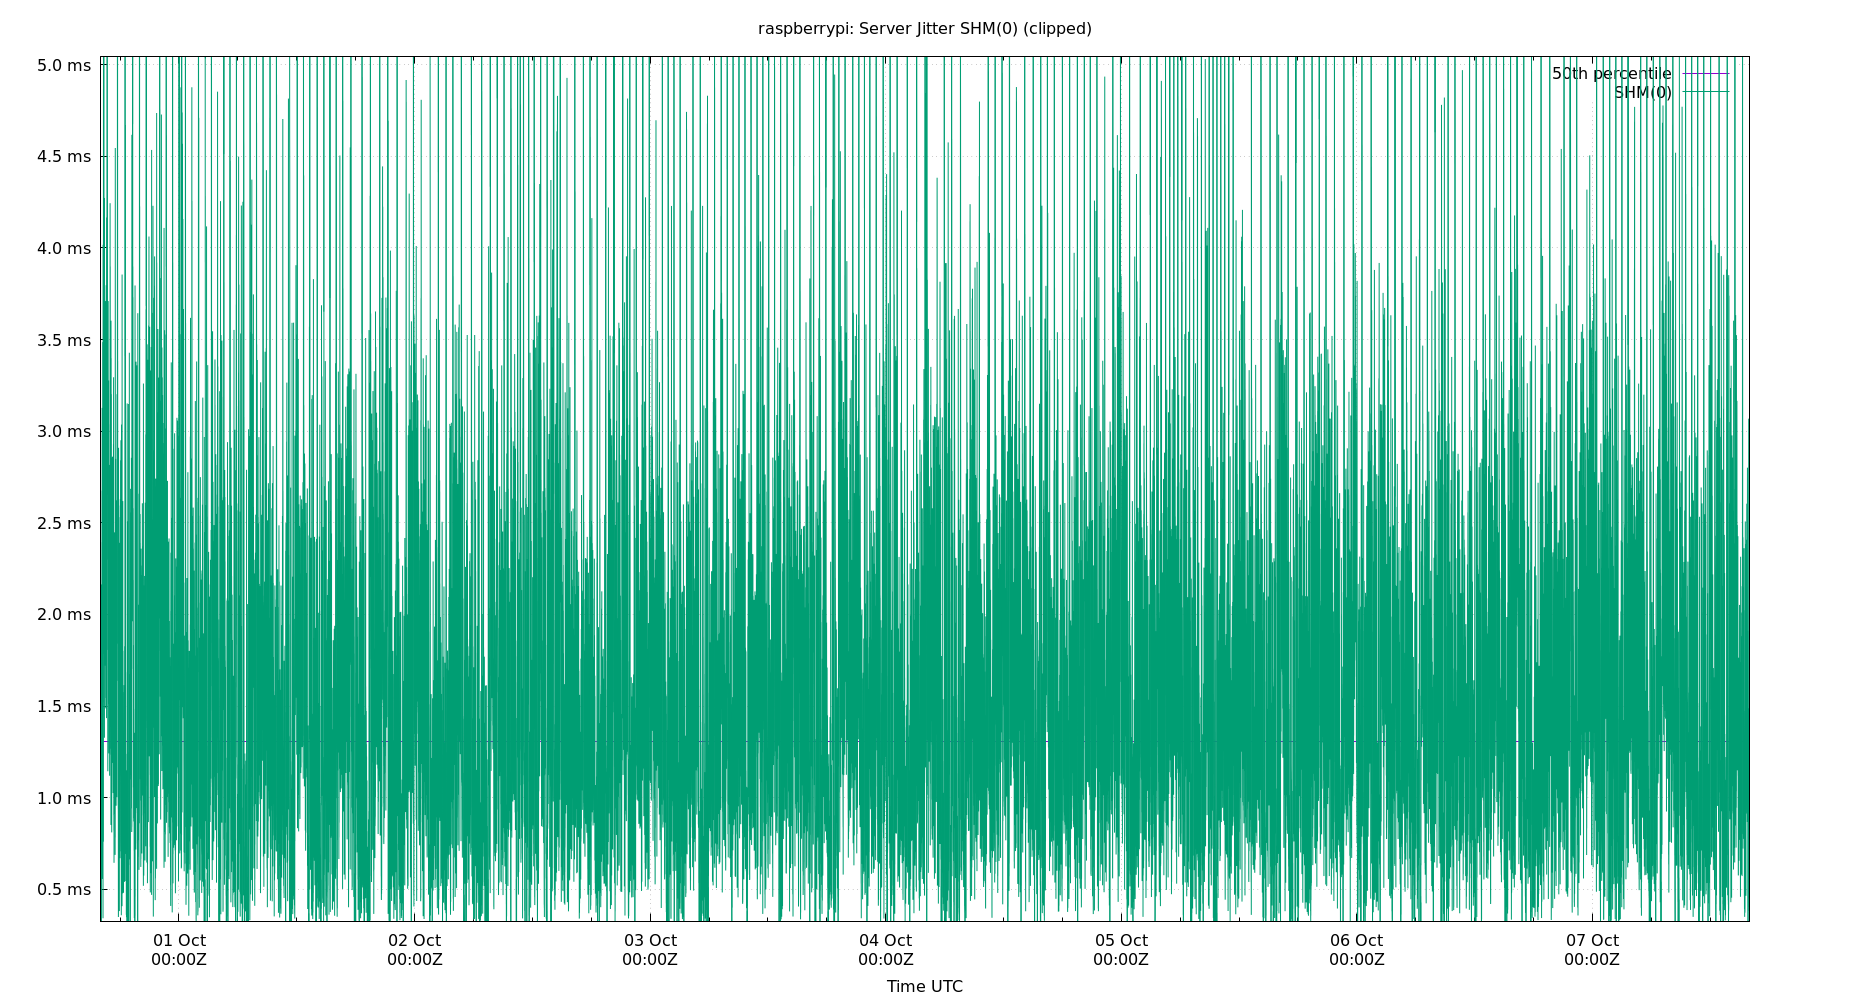 raspberrypi: Server Jitter SHM(0) (clipped)
5.0 ms
50th percentile
SHM(0)
4.5 ms
4.0 ms
3.5 ms
3.0 ms
2.5 ms
2.0 ms
1.5 ms
1.0 ms
0.5 ms
01 Oct 02 Oct 03 Oct 04 Oct 05 Oct 06 Oct 07 Oct
00:00Z 00:00Z 00:00Z 00:00Z 00:00Z 00:00Z 00:00Z
Time UTC